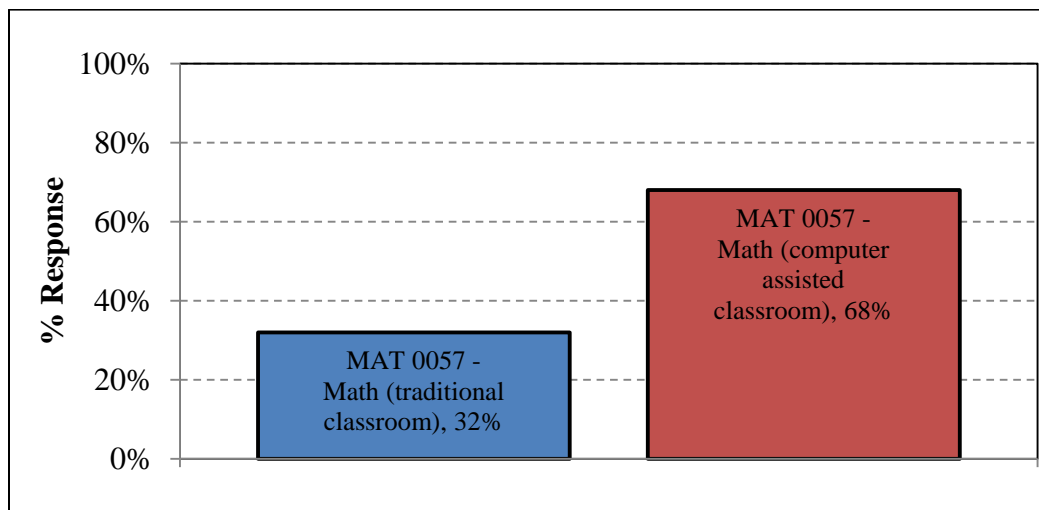 % Response
100%
80%
60%
40%
20%
0%
MAT 0057 -
Math (traditional
classroom), 32%
MAT 0057 -
Math (computer
assisted
classroom), 68%